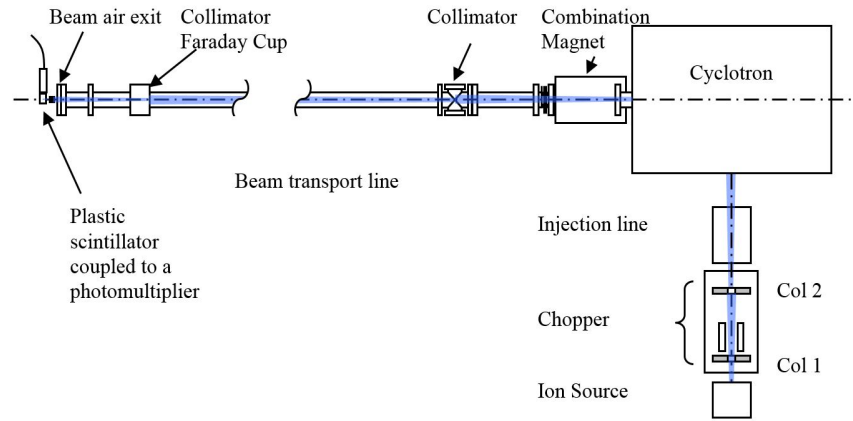 Beam air exit
Collimator
Faraday Cup
Collimator
Combination
Magnet
Cyclotron
Beam transport line
Plastic
scintillator
coupled to a
photomultiplier
Injection line
Col 2
Chopper
Col 1
Ion Source